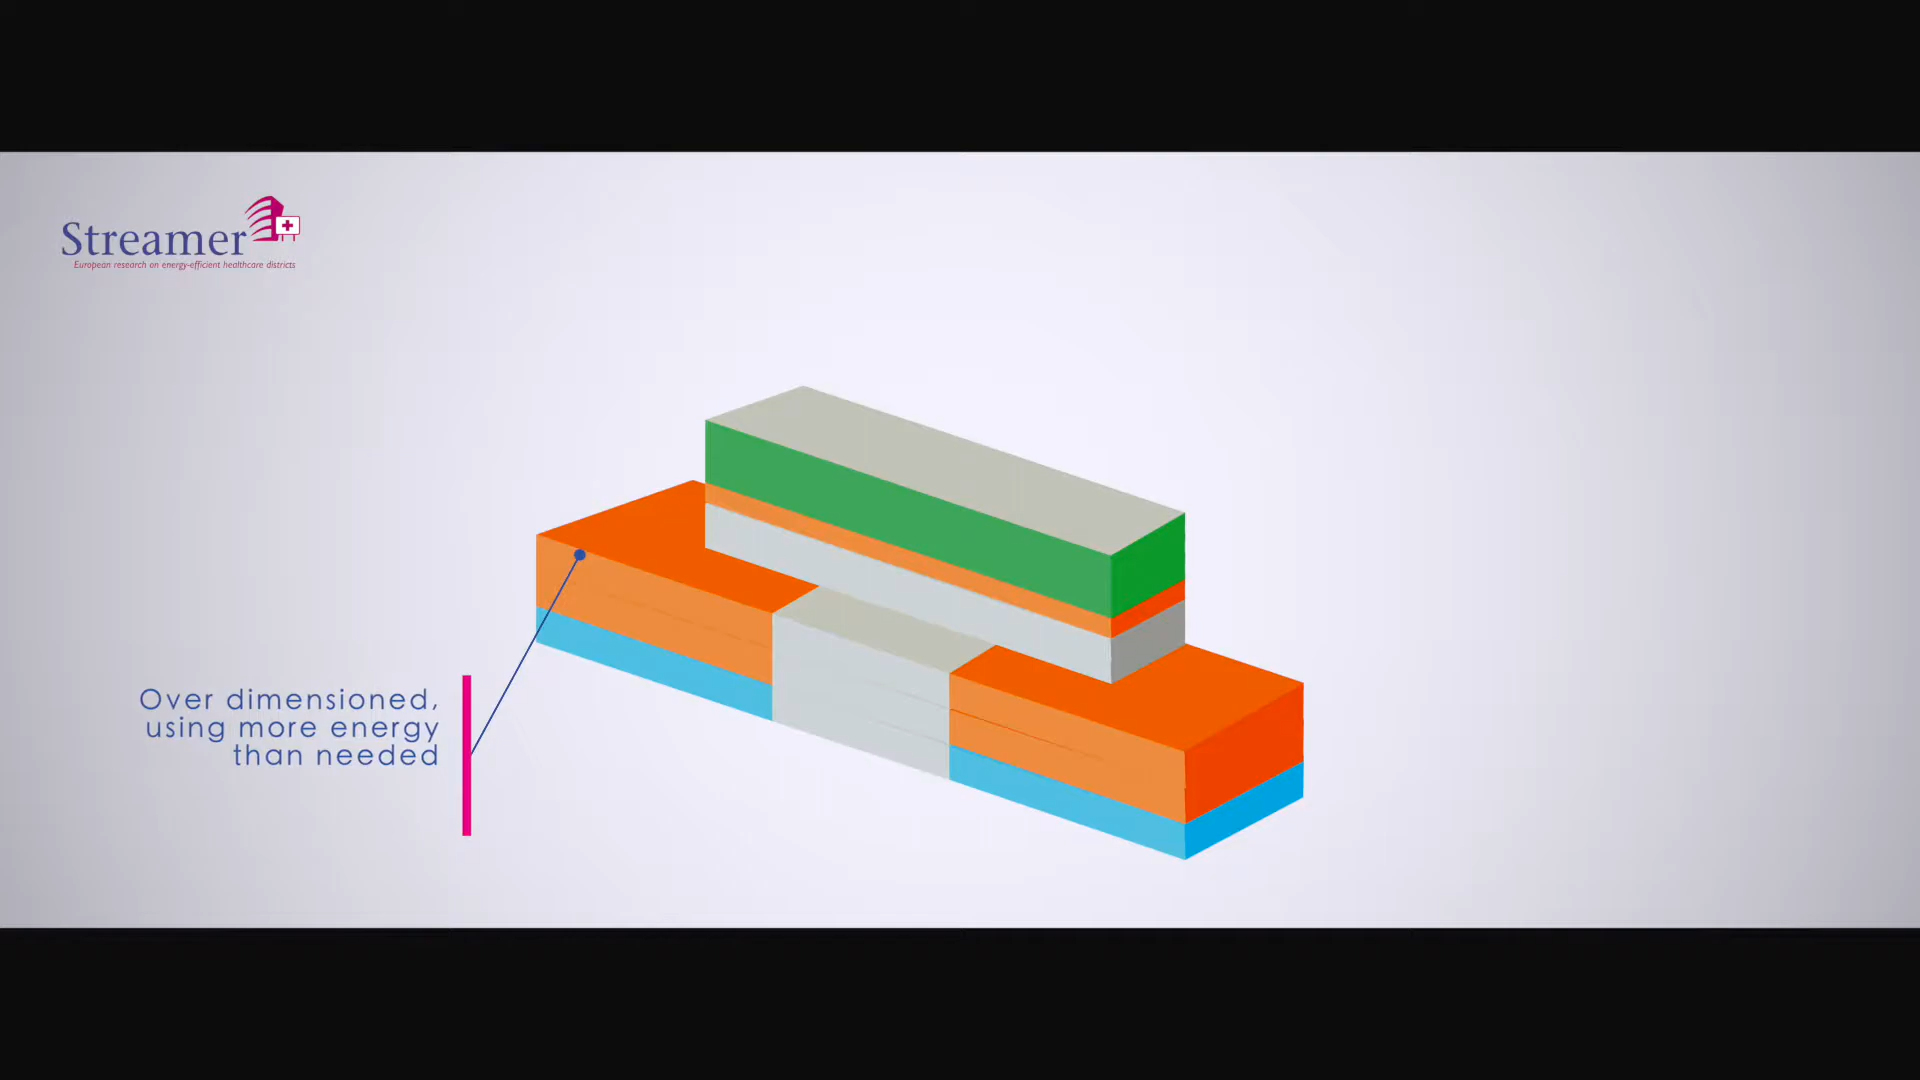 Streamer
European research on energy-efficient healthcare districts
Over dimensioned,
using more energy
than needed